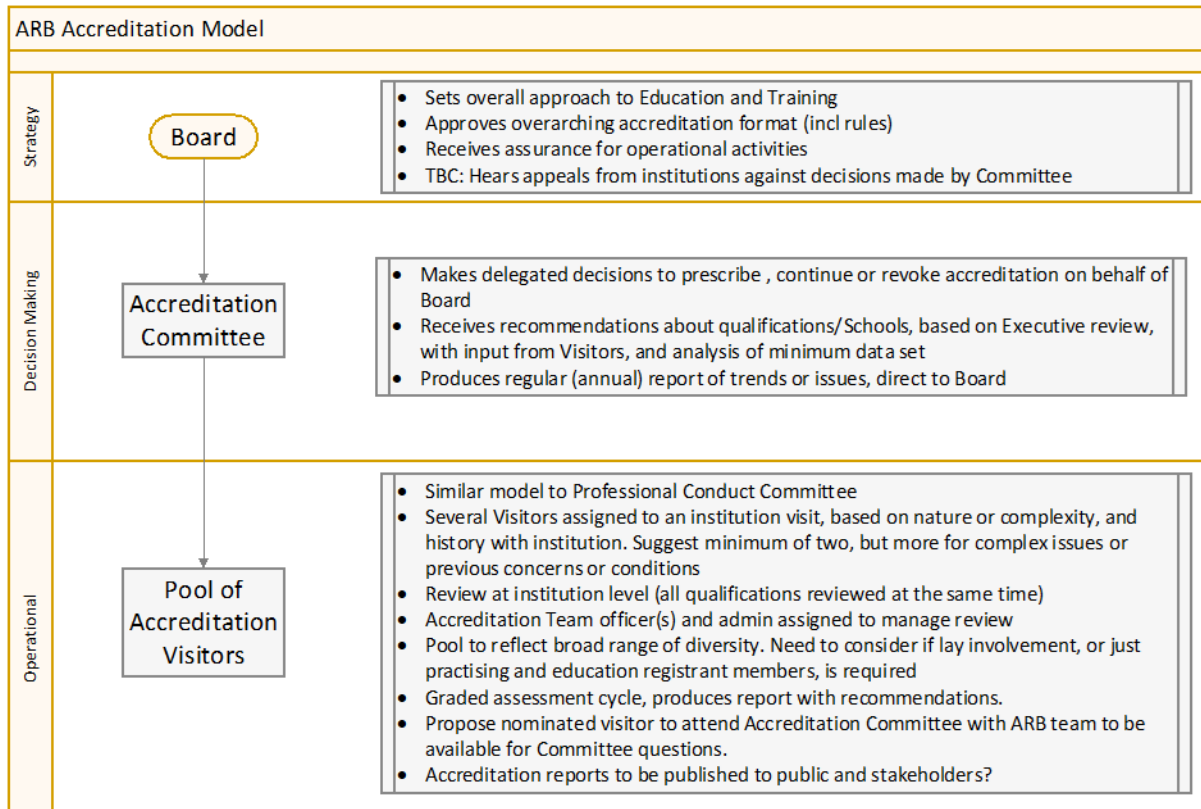 ARB Accreditation Model
Strategy
Board
• Sets overall approach to Education and Training
• Approves overarching accreditation format (incl rules)
• Receives assurance for operational activities
• TBC: Hears appeals from institutions against decisions made by Committee
Decision Making
Accreditation
Committee
• Makes delegated decisions to prescribe , continue or revoke accreditation on behalf of
Board
• Receives recommendations about qualifications/Schools, based on Executive review,
with input from Visitors, and analysis of minimum data set
• Produces regular (annual) report of trends or issues, direct to Board
Operational
Pool of
Accreditation
Visitors
• Similar model to Professional Conduct Committee
• Several Visitors assigned to an institution visit, based on nature or complexity, and
history with institution. Suggest minimum of two, but more for complex issues or
previous concerns or conditions
• Review at institution level (all qualifications reviewed at the same time)
• Accreditation Team officer(s) and admin assigned to manage review
• Pool to reflect broad range of diversity. Need to consider if lay involvement, or just
practising and education registrant members, is required
• Graded assessment cycle, produces report with recommendations.
• Propose nominated visitor to attend Accreditation Committee with ARB team to be
available for Committee questions.
• Accreditation reports to be published to public and stakeholders?